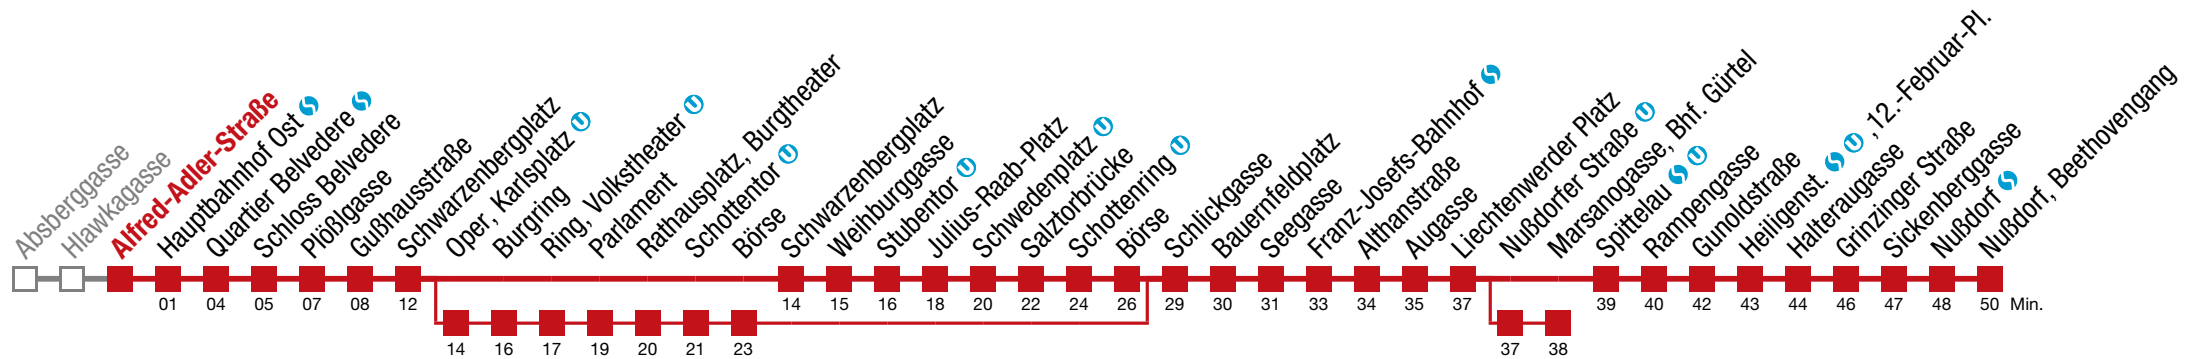 Absberggasse
Hlawkagasse
Alfred-Adler-Straße
Hauptbahnhof Ost S
Quartier Belvedere S
Schloss Belvedere
Plößlgasse
Gußhausstraße
Schwarzenbergplatz
Oper, Karlsplatz U
Burgring
Ring, Volkstheater U
Parlament
Rathausplatz, Burgtheater
Schottentor U
Börse
Schwarzenbergplatz
Weihburggasse
Stubentor U
Julius-Raab-Platz
Schwedenplatz U
Salztorbrücke
Schottenring U
Börse
Schlickgasse
Bauernfeldplatz
Seegasse
Franz-Josefs-Bahnhof S
Althanstraße
Augasse
Liechtenwerder Platz
Nußdorfer Straße U
Marsanogasse, Bhf. Gürtel
Spittelau S U
Rampengasse
Gunoldstraße
Heiligenst. S U ,12.-Februar-Pl.
Halteraugasse
Grinzinger Straße
Sickenberggasse
Nußdorf S
Nußdorf, Beethovengang
01 04 05 07 08 12 14 15 16 18 20 22 24 26 29 30 31 33 34 35 37 39 40 42 43 44 46 47 48 50 Min.
14 16 17 19 20 21 23 37 38